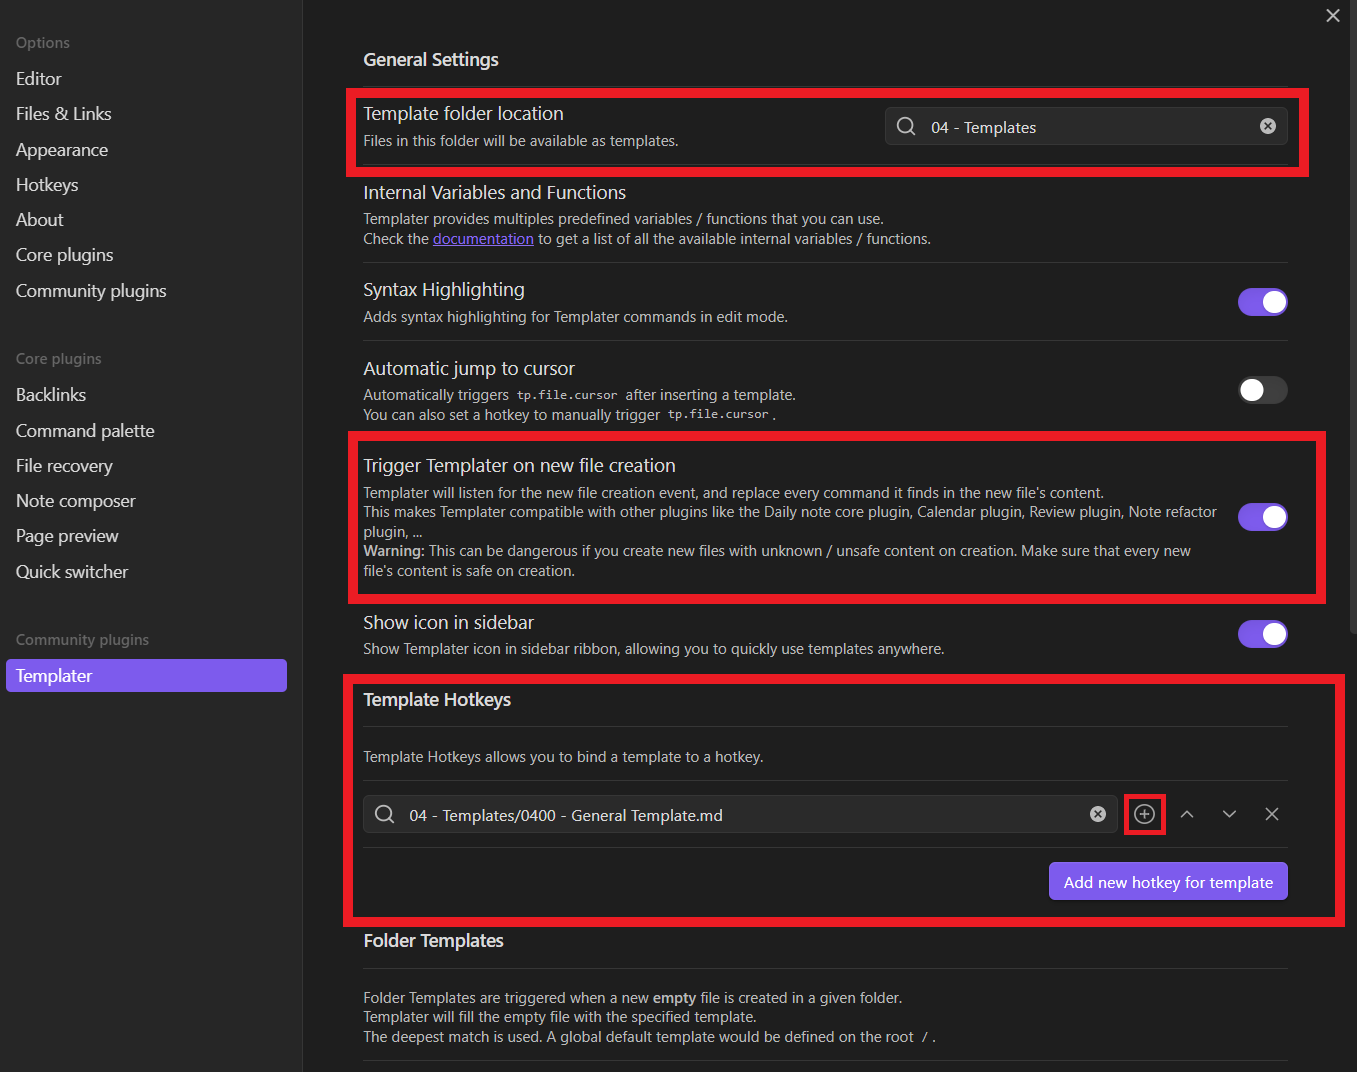 Options
Editor
Files & Links
Appearance
Hotkeys
About
Core plugins
Community plugins
Core plugins
Backlinks
Command palette
File recovery
Note composer
Page preview
Quick switcher
Community plugins
Templater
General Settings
Template folder location
Files in this folder will be available as templates.
04 - Templates
Internal Variables and Functions
Templater provides multiples predefined variables / functions that you can use.
Check the documentation to get a list of all the available internal variables / functions.
Syntax Highlighting
Adds syntax highlighting for Templater commands in edit mode.
Automatic jump to cursor
Automatically triggers tp.file.cursor after inserting a template.
You can also set a hotkey to manually trigger tp.file.cursor.
Trigger Templater on new file creation
Templater will listen for the new file creation event, and replace every command it finds in the new file's content.
This makes Templater compatible with other plugins like the Daily note core plugin, Calendar plugin, Review plugin, Note refactor
plugin, ...
Warning: This can be dangerous if you create new files with unknown / unsafe content on creation. Make sure that every new
file's content is safe on creation.
Show icon in sidebar
Show Templater icon in sidebar ribbon, allowing you to quickly use templates anywhere.
Template Hotkeys
Template Hotkeys allows you to bind a template to a hotkey.
04 - Templates/0400 - General Template.md
Add new hotkey for template
Folder Templates
Folder Templates are triggered when a new empty file is created in a given folder.
Templater will fill the empty file with the specified template.
The deepest match is used. A global default template would be defined on the root / .